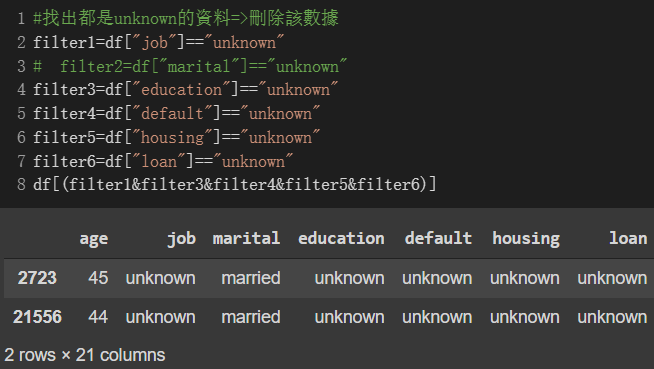 1 #找出都是unknown的資料=>刪除該數據
2 filter1=df["job"]=="unknown"
3 #  filter2=df["marital"]=="unknown"
4 filter3=df["education"]=="unknown"
5 filter4=df["default"]=="unknown"
6 filter5=df["housing"]=="unknown"
7 filter6=df["loan"]=="unknown"
8 df[(filter1&filter3&filter4&filter5&filter6)]
age job marital education default housing loan
2723 45 unknown married unknown unknown unknown unknown
21556 44 unknown married unknown unknown unknown unknown
2 rows × 21 columns